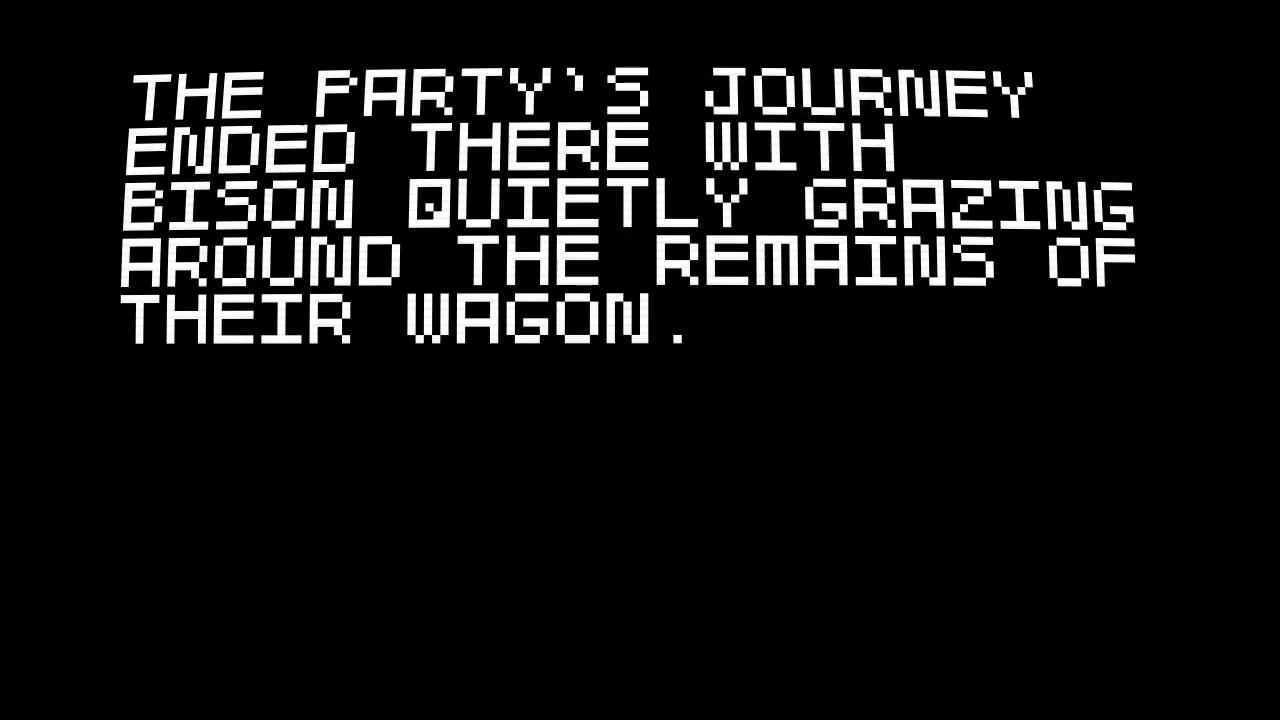 THE PARTY'S JOURNEY
ENDED THERE WITH
BISON QUIETLY GRAZING
AROUND THE REMAINS OF
THEIR WAGON.